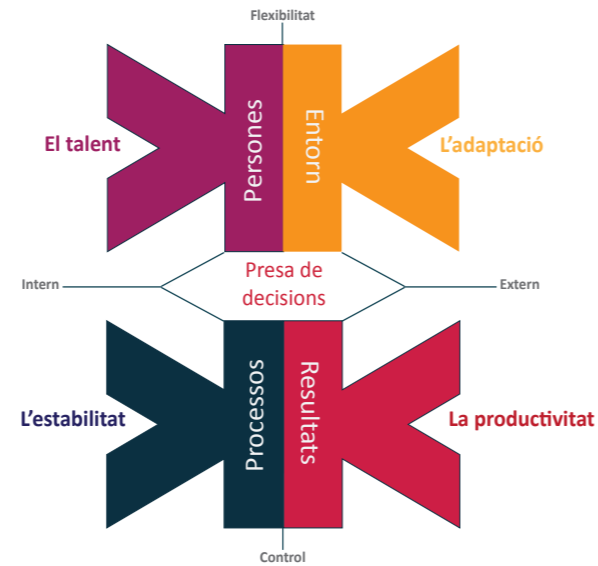 Flexibilitat
El talent
Persones
Entorn
L’adaptació
Intern
Presa de
decisions
Extern
L’estabilitat
Processos
Resultats
La productivitat
Control